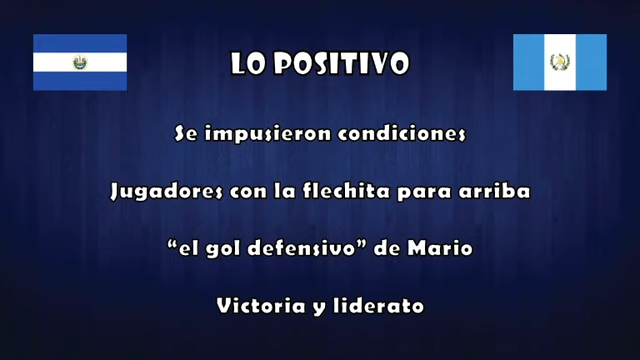 LO POSITIVO
Se impusieron condiciones
Jugadores con la flechita para arriba
“el gol defensivo” de Mario
Victoria y liderato